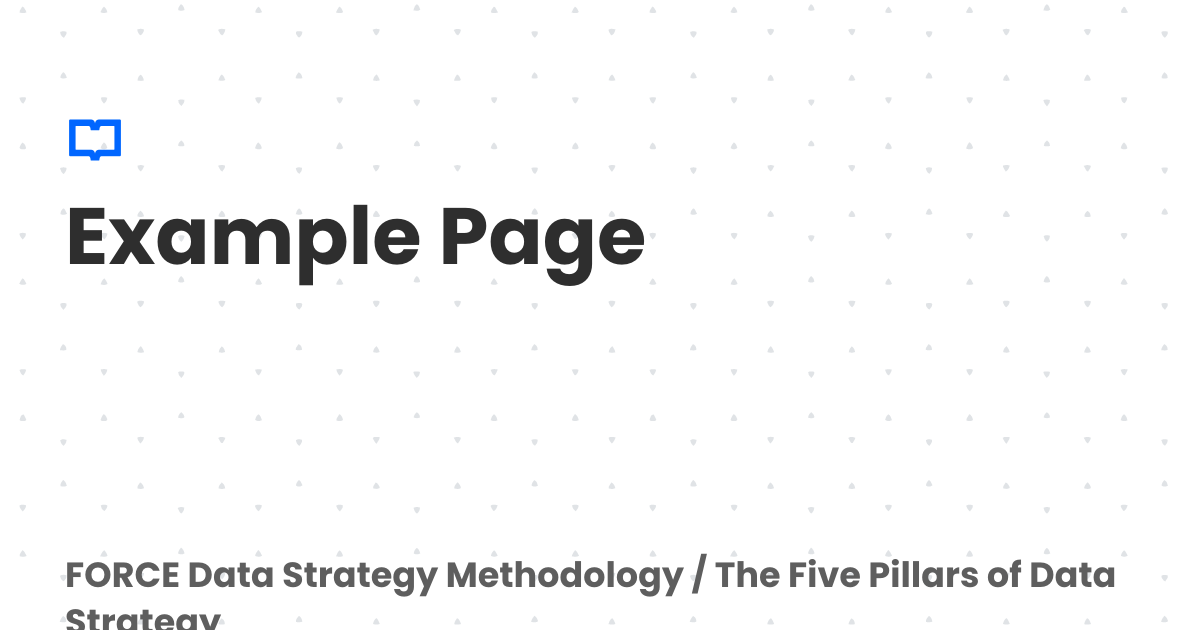 Example Page
FORCE Data Strategy Methodology / The Five Pillars of Data
Strategy